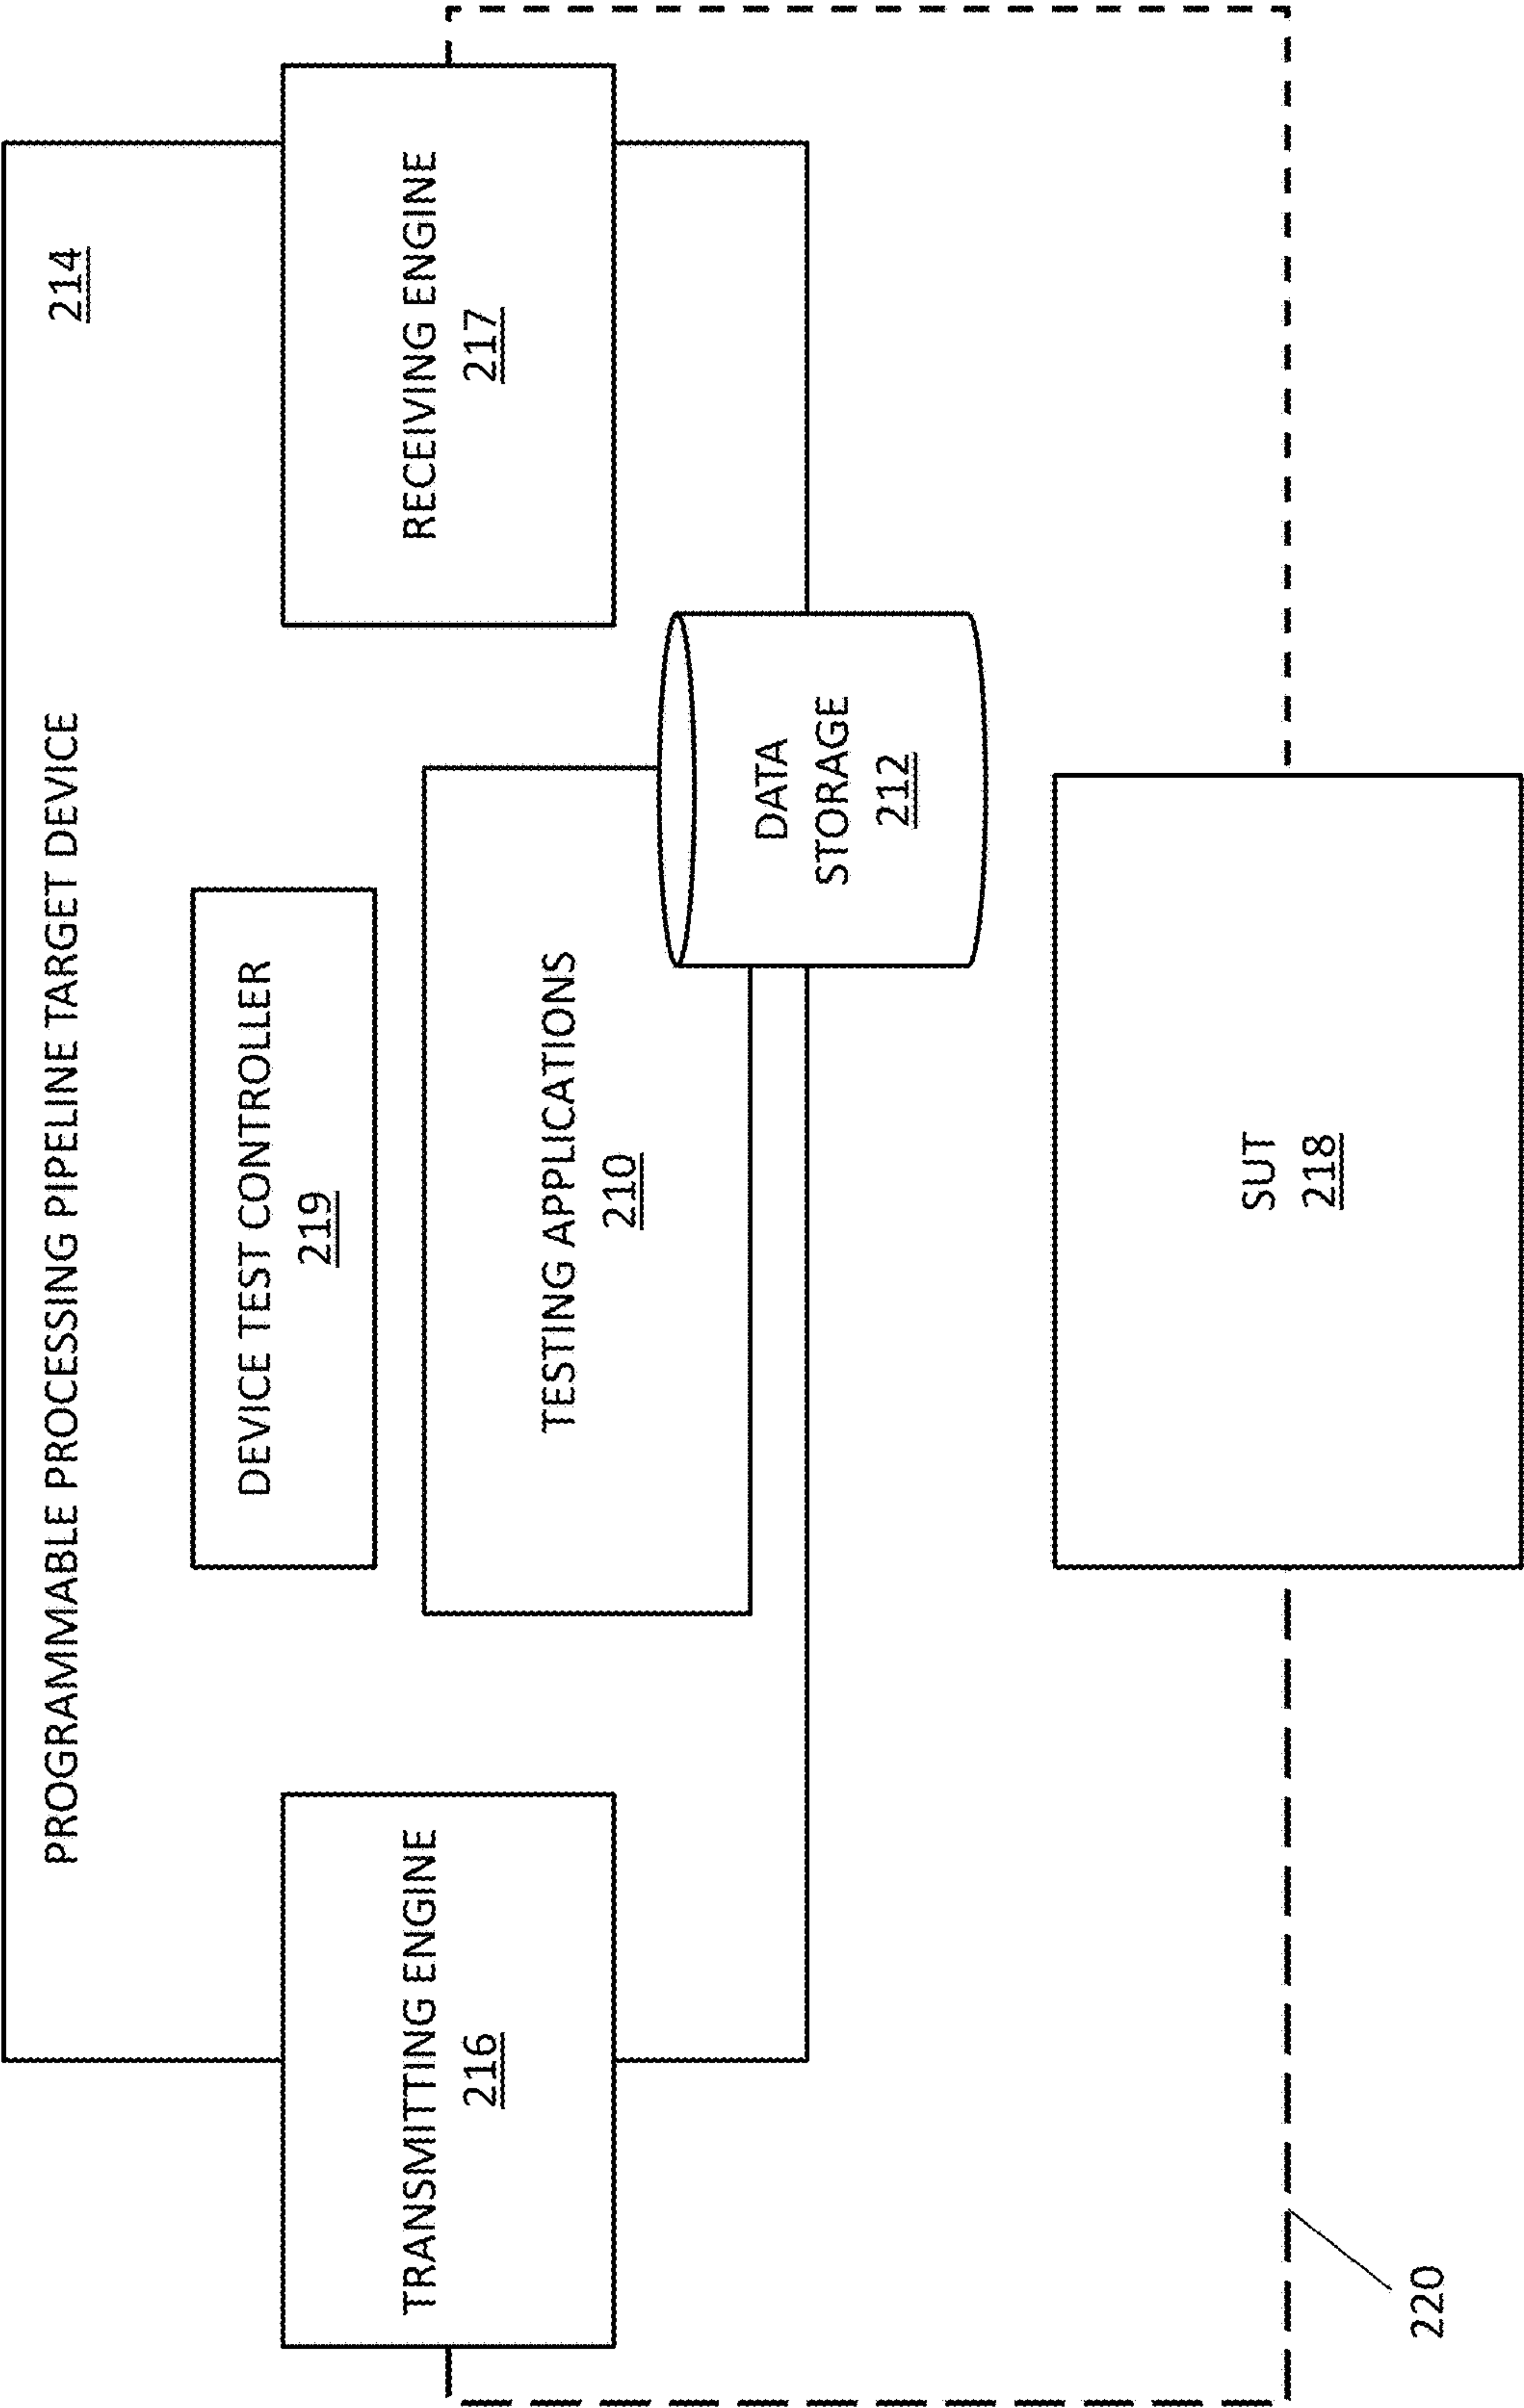 PROGRAMMABLE PROCESSING PIPELINE TARGET DEVICE
214
DEVICE TEST CONTROLLER
219
TRANSMITTING ENGINE
216
TESTING APPLICATIONS
210
RECEIVING ENGINE
217
DATA
STORAGE
212
SUT
218
220